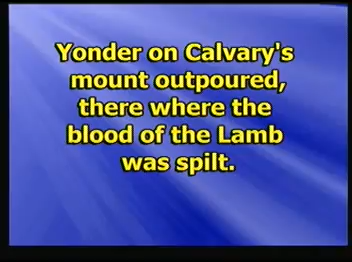 Yonder on Calvary's
mount outpoured,
there where the
blood of the Lamb
was spilt.